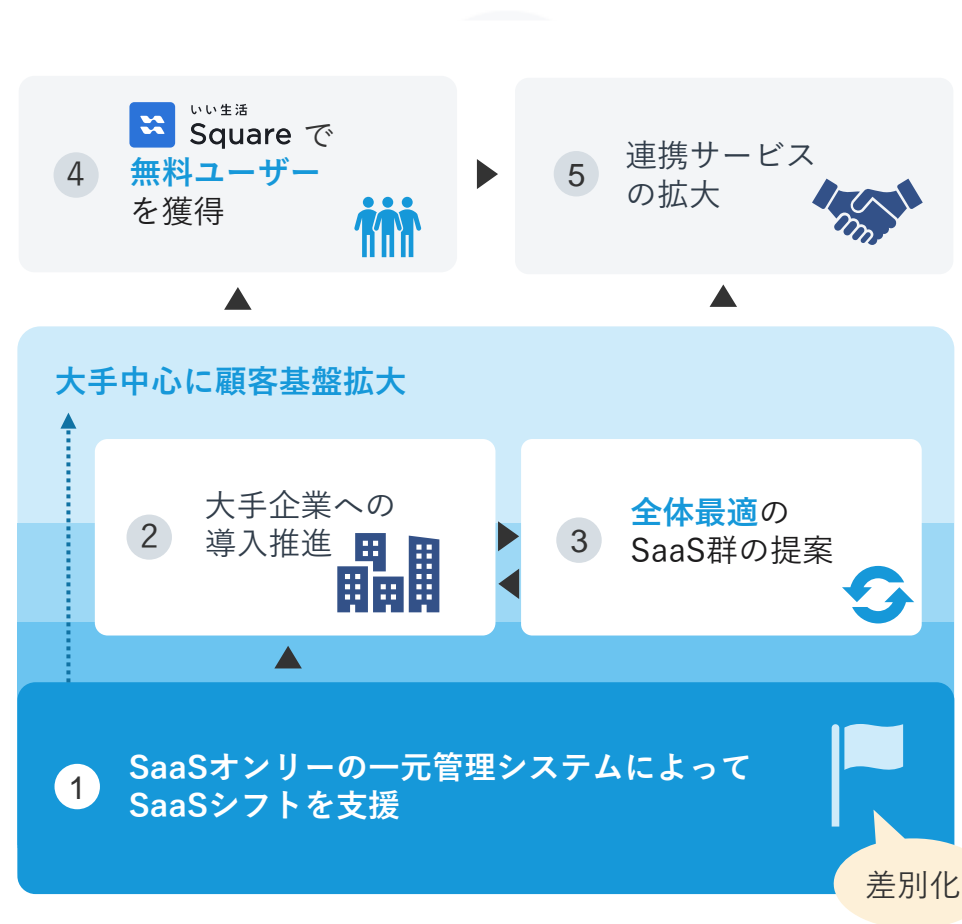 いい生活
Square で
4
無料ユーザー
を獲得
5
連携サービス
の拡大
大手中心に顧客基盤拡大
2
大手企業への
導入推進
3
全体最適の
SaaS群の提案
1
SaaSオンリーの一元管理システムによって
SaaSシフトを支援
差別化